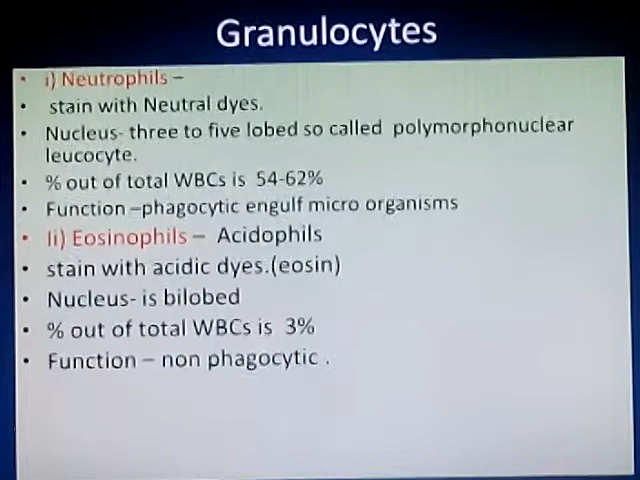 Granulocytes
• i) Neutrophils –
• stain with Neutral dyes.
• Nucleus- three to five lobed so called polymorphonuclear
leucocyte.
• % out of total WBCs is 54-62%
• Function –phagocytic engulf micro organisms
• Ii) Eosinophils – Acidophils
• stain with acidic dyes.(eosin)
• Nucleus- is bilobed
• % out of total WBCs is 3%
• Function – non phagocytic .